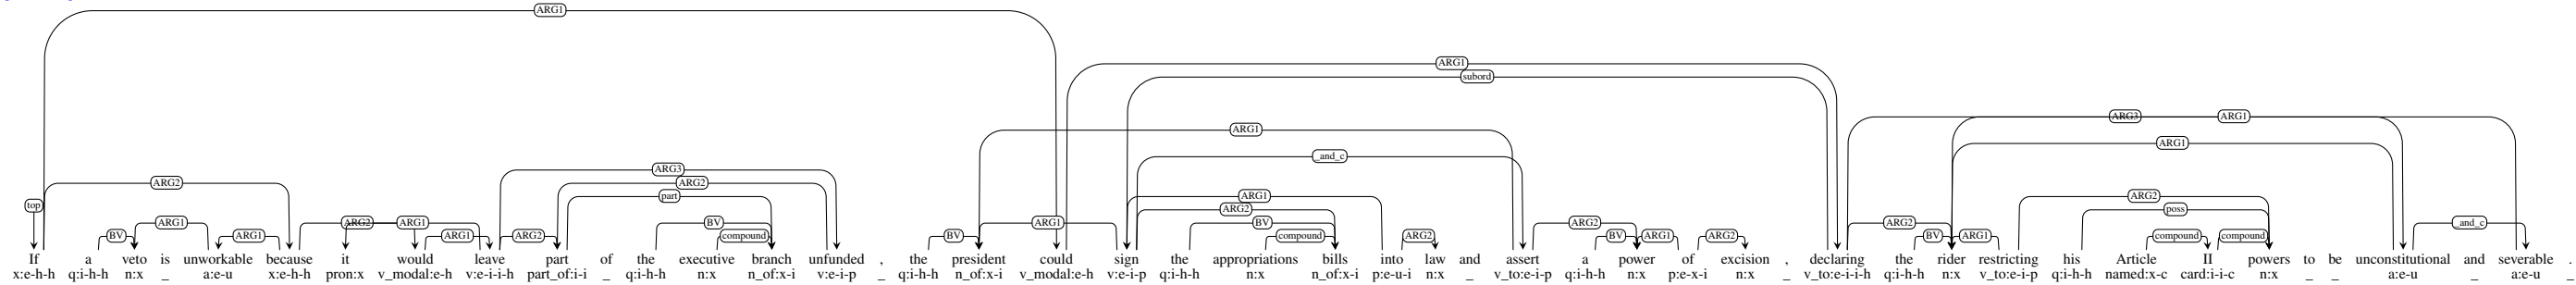 ARG1
ARG1
subord
ARG3 ARG1
ARG1
ARG1
_and_c
ARG3
ARG2 ARG2
part ARG1 ARG2
top ARG2 poss
ARG1 ARG2 ARG1 BV ARG1 BV ARG2 _and_c ARG2
BV ARG1 ARG1 ARG2 compound BV compound ARG2 BV ARG1 ARG2 BV ARG1 compound compound
If a veto is unworkable because it would leave part of the executive branch unfunded , the president could sign the appropriations bills into law and assert a power of excision , declaring the rider restricting his Article II powers to be unconstitutional and severable .
x:e-h-h q:i-h-h n:x _ a:e-u x:e-h-h pron:x v_modal:e-h v:e-i-i-h part_of:i-i _ q:i-h-h n:x n_of:x-i v:e-i-p _ q:i-h-h n_of:x-i v_modal:e-h v:e-i-p q:i-h-h n:x n_of:x-i p:e-u-i n:x _ v_to:e-i-p q:i-h-h n:x p:e-x-i n:x _ v_to:e-i-i-h q:i-h-h n:x v_to:e-i-p q:i-h-h named:x-c card:i-i-c n:x _ _ a:e-u _ a:e-u _